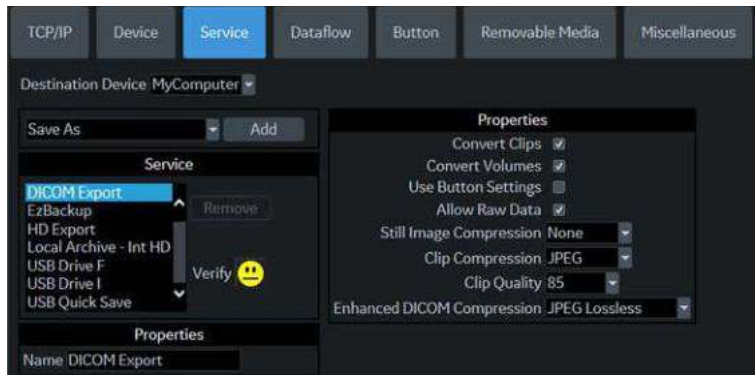 TCP/IP Device Service Dataflow Button Removable Media Miscellaneous
Destination Device MyComputer
Save As Add
Service
DICOM Export
EzBackup
HD Export
Local Archive - Int HD
USB Drive F
USB Drive I
USB Quick Save
Remove
Verify
Properties
Name DICOM Export
Properties
Convert Clips
Convert Volumes
Use Button Settings
Allow Raw Data
Still Image Compression None
Clip Compression JPEG
Clip Quality 85
Enhanced DICOM Compression JPEG Lossless